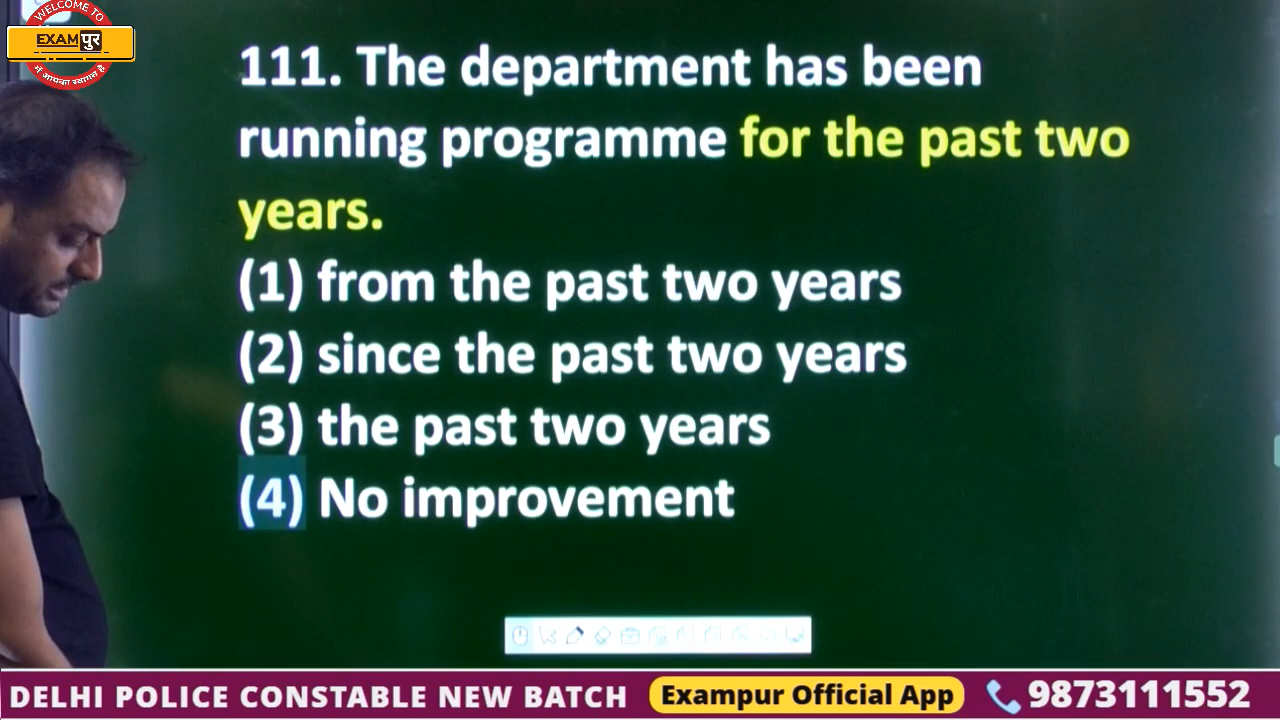 WELCOME TO
EXAMपुर
में आपका स्वागत है
111. The department has been
running programme for the past two
years.
(1) from the past two years
(2) since the past two years
(3) the past two years
(4) No improvement
DELHI POLICE CONSTABLE NEW BATCH Exampur Official App 9873111552